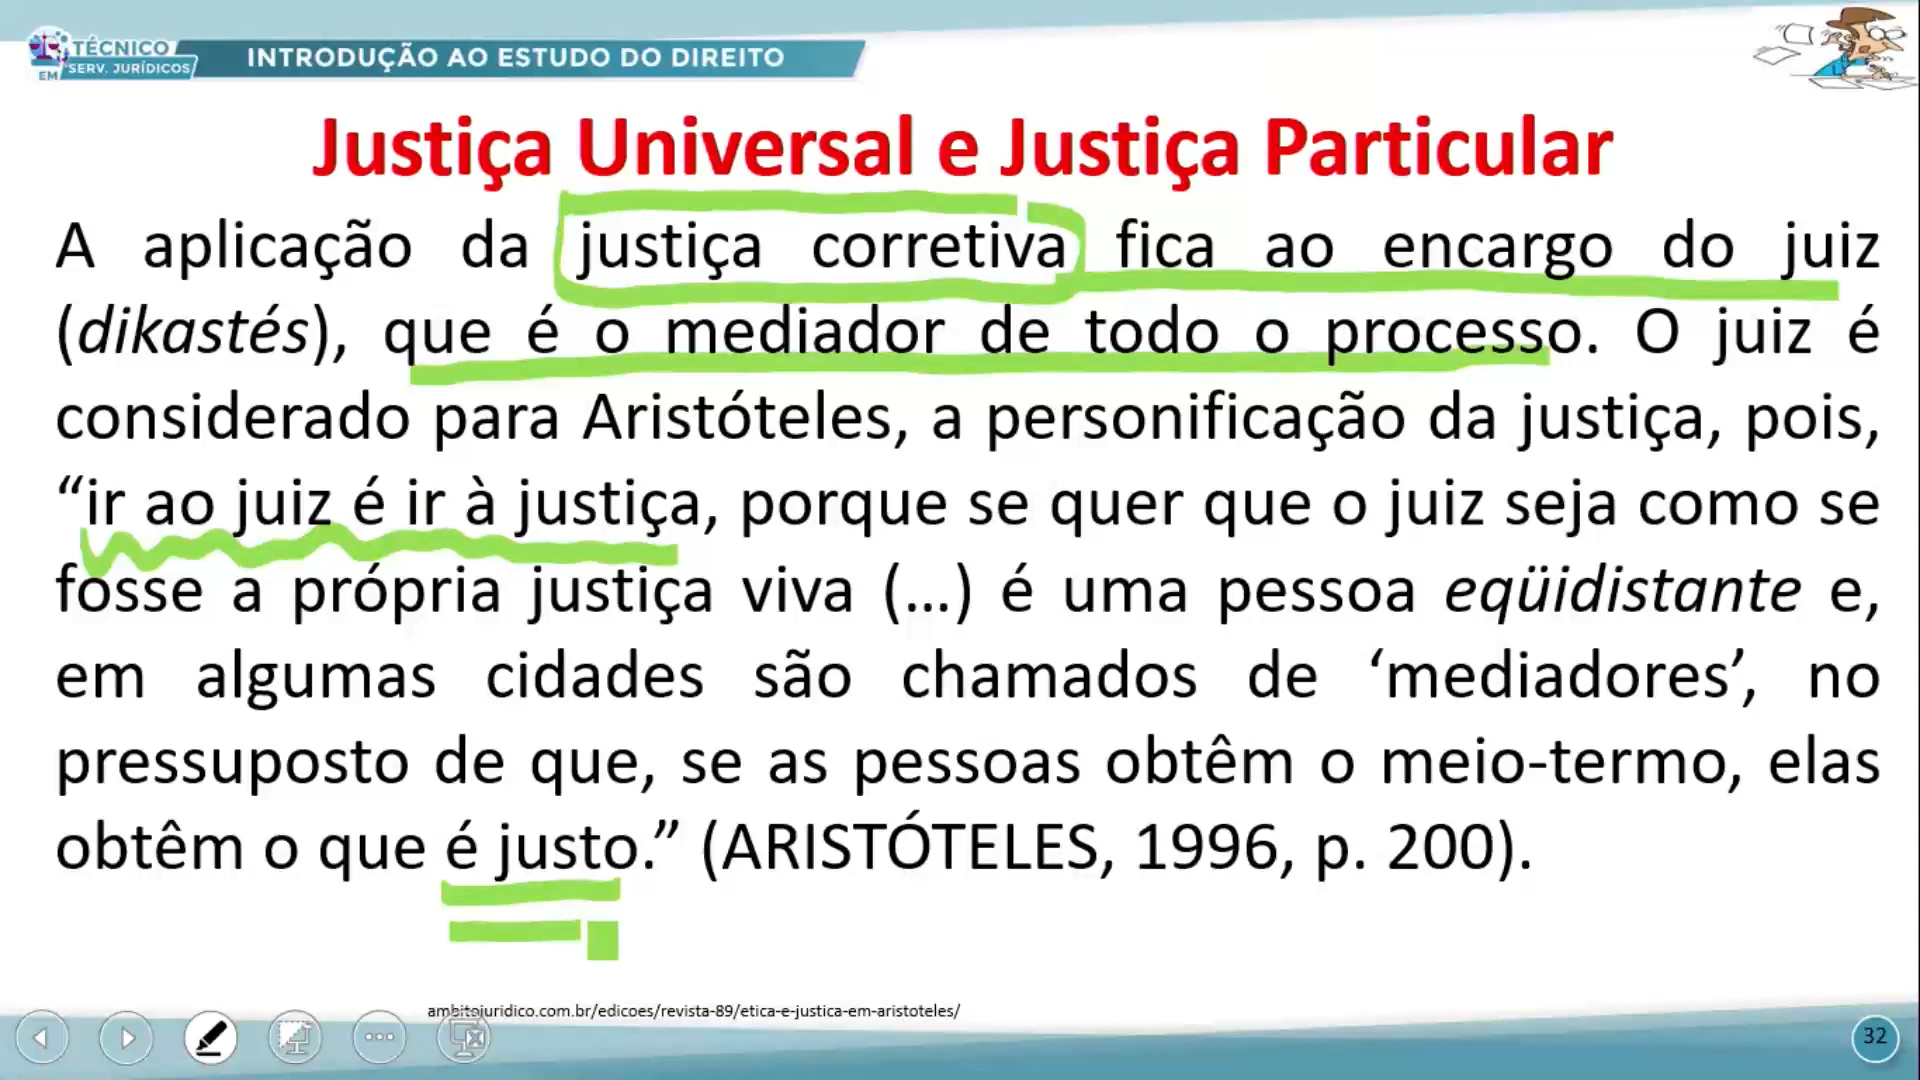 TÉCNICO
EM SERV. JURÍDICOS
INTRODUÇÃO AO ESTUDO DO DIREITO
Justiça Universal e Justiça Particular
A aplicação da justiça corretiva fica ao encargo do juiz
(dikastés), que é o mediador de todo o processo. O juiz é
considerado para Aristóteles, a personificação da justiça, pois,
“ir ao juiz é ir à justiça, porque se quer que o juiz seja como se
fosse a própria justiça viva (...) é uma pessoa eqüidistante e,
em algumas cidades são chamados de ‘mediadores’, no
pressuposto de que, se as pessoas obtêm o meio-termo, elas
obtêm o que é justo.” (ARISTÓTELES, 1996, p. 200).
ambitojuridico.com.br/edicoes/revista-89/etica-e-justica-em-aristoteles/
32